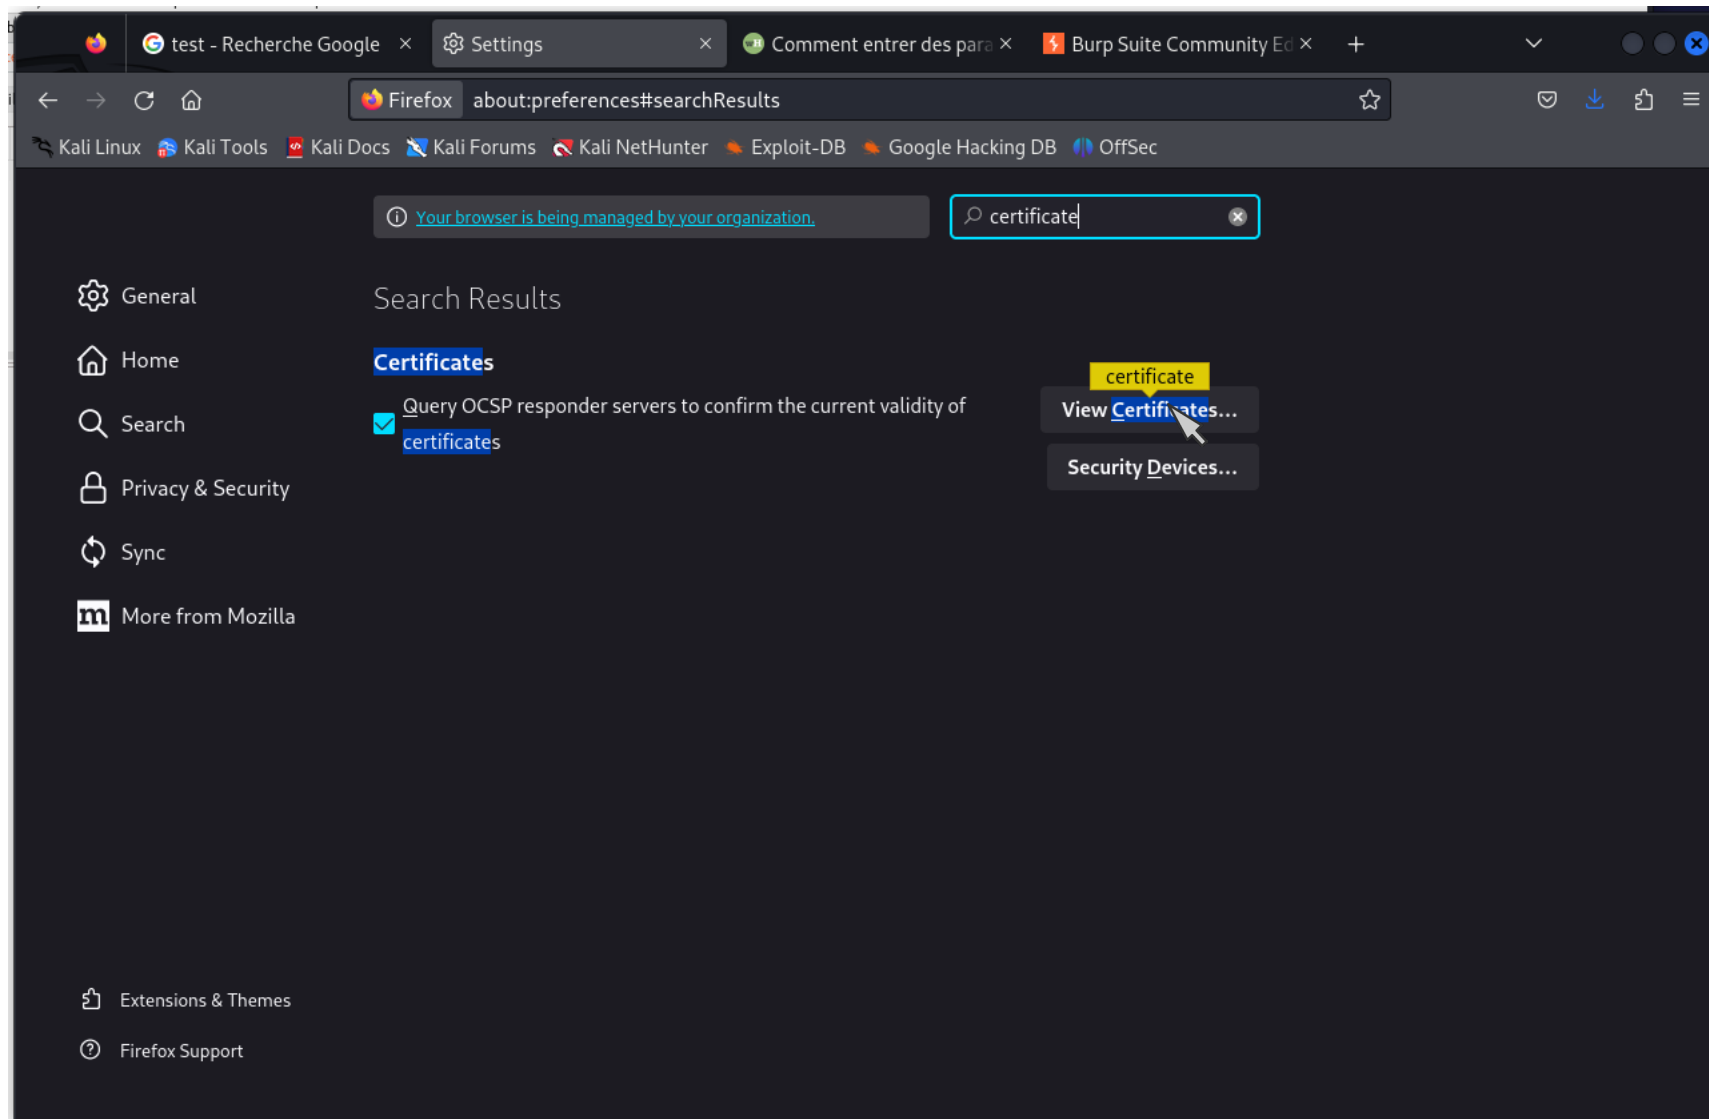 test - Recherche Google
Settings
Comment entrer des para
Burp Suite Community Ed
Firefox about:preferences#searchResults
Kali Linux Kali Tools Kali Docs Kali Forums Kali NetHunter Exploit-DB Google Hacking DB OffSec
Your browser is being managed by your organization.
certificate
General
Home
Search
Privacy & Security
Sync
m More from Mozilla
Extensions & Themes
Firefox Support
Search Results
Certificates
Query OCSP responder servers to confirm the current validity of
certificates
certificate
View Certificates...
Security Devices...